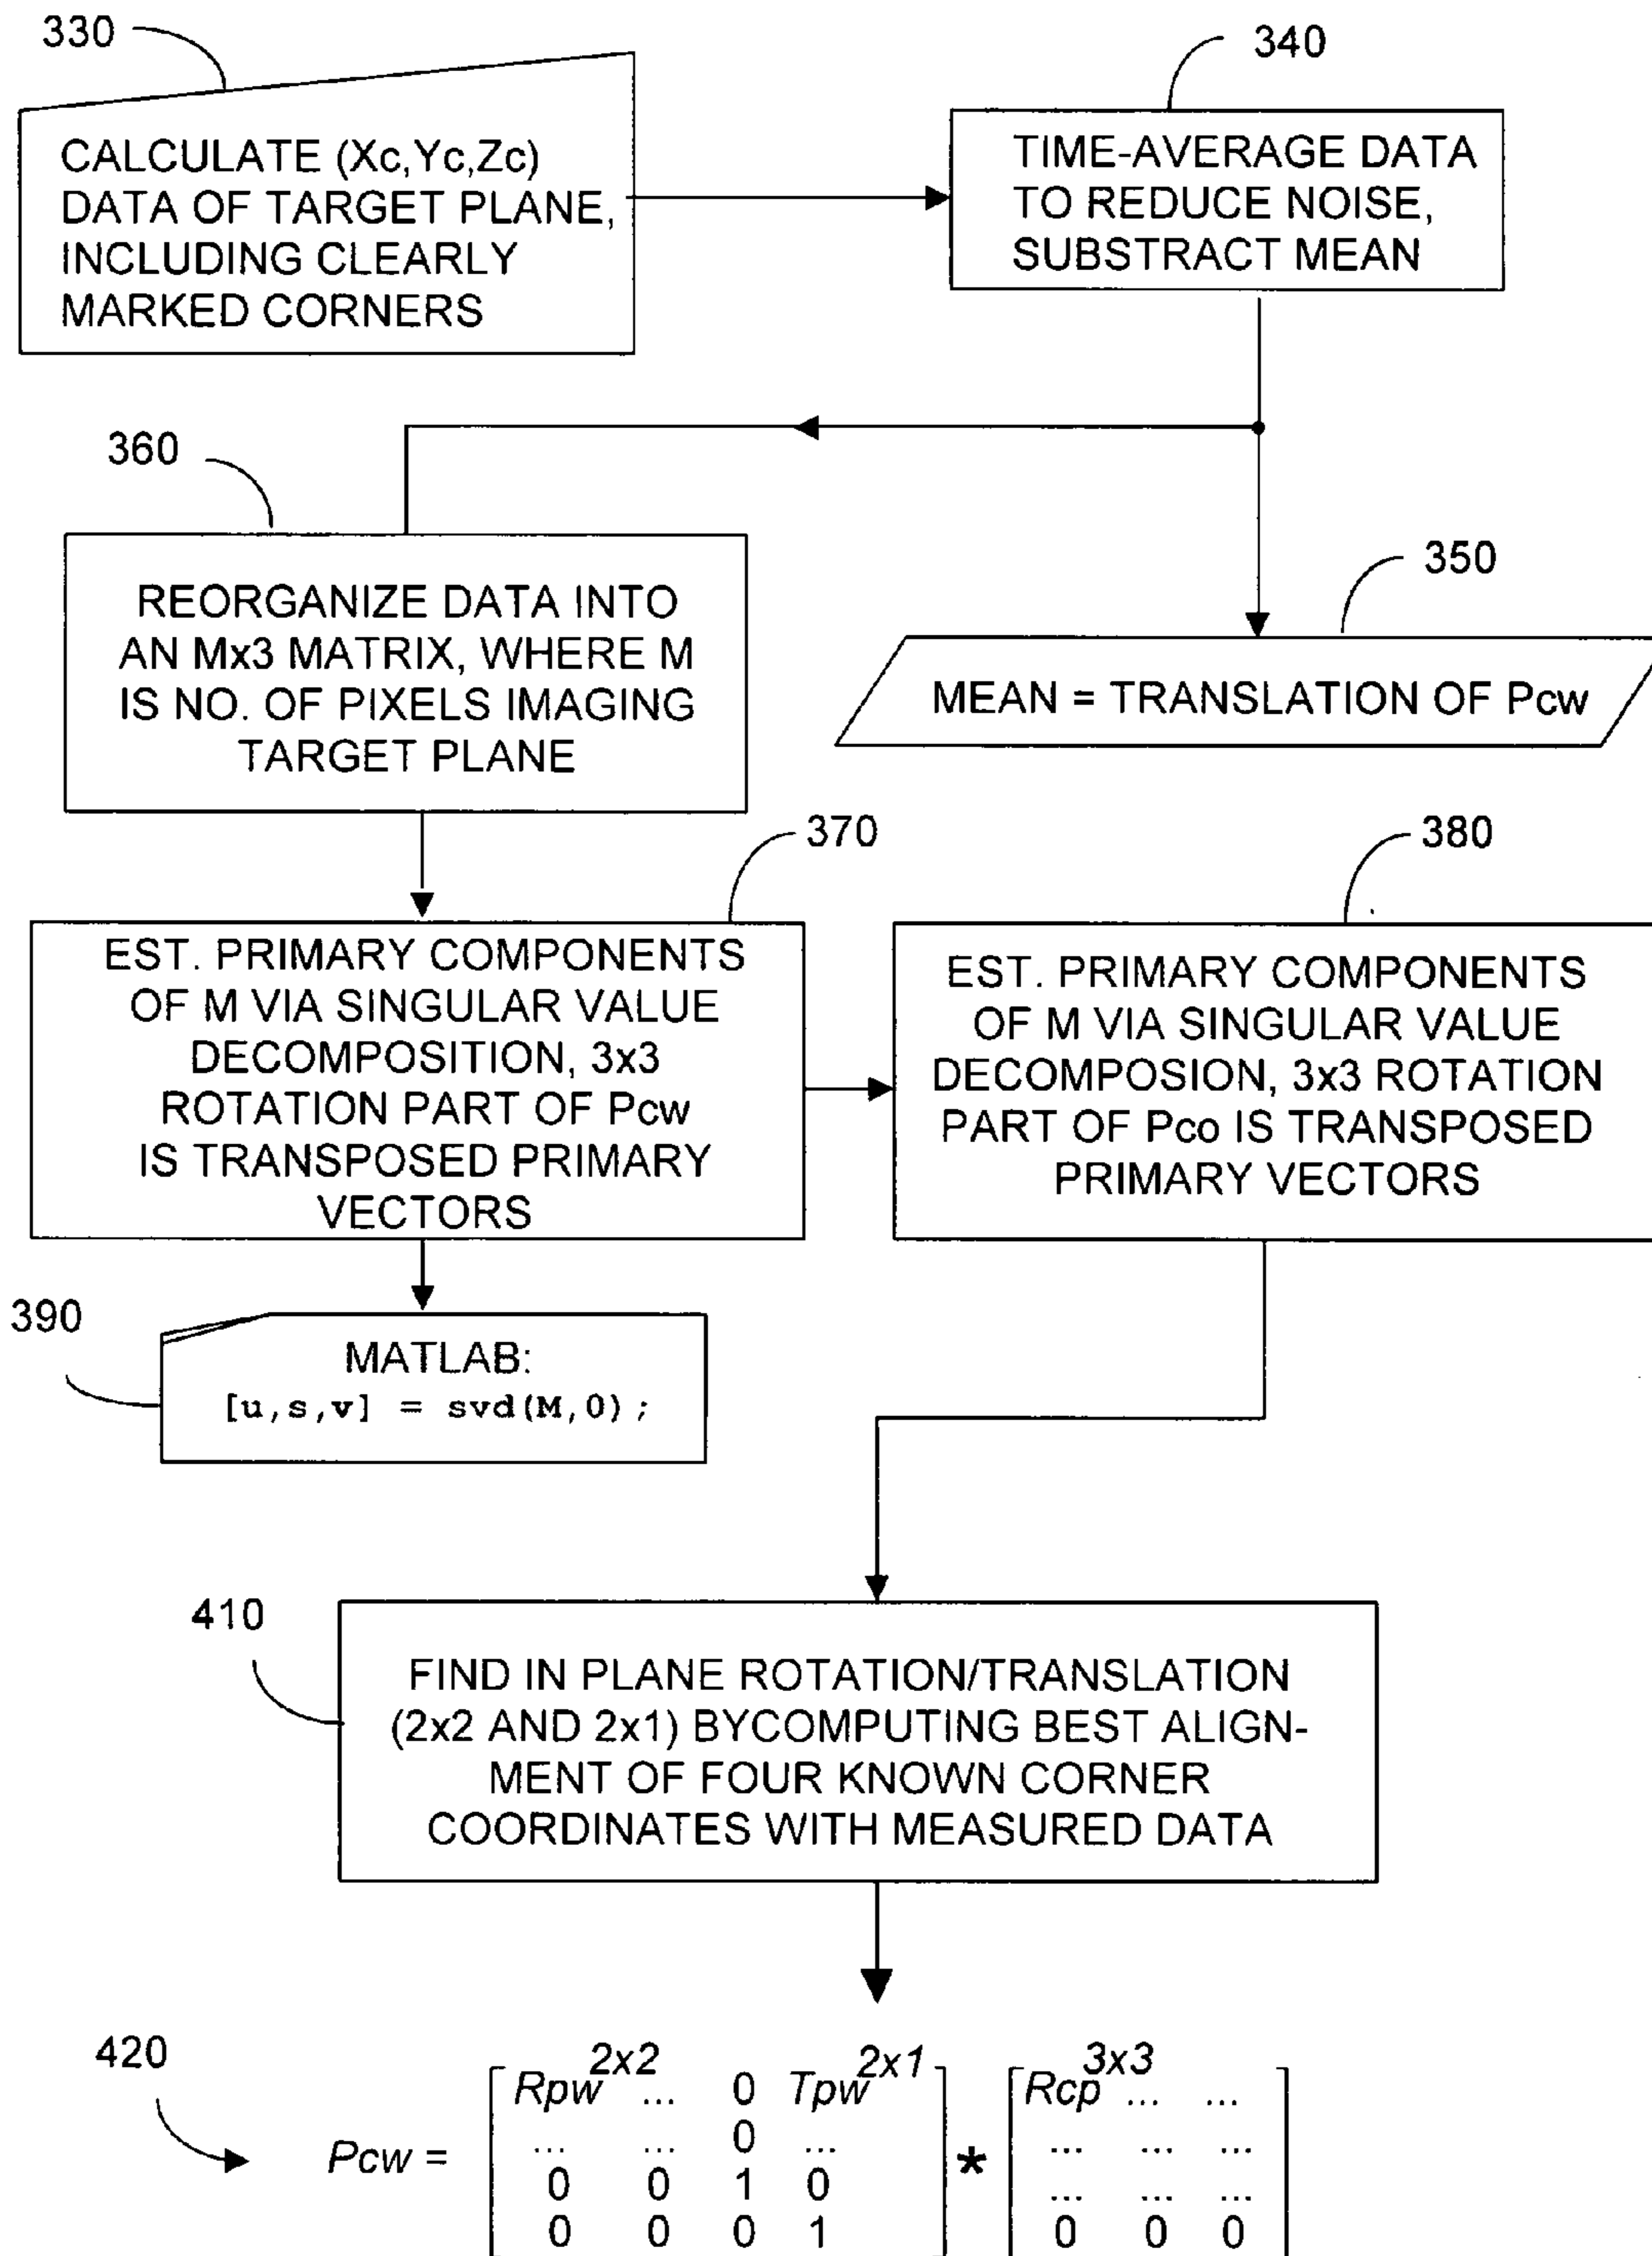 330
CALCULATE (Xc,Yc,Zc)
DATA OF TARGET PLANE,
INCLUDING CLEARLY
MARKED CORNERS
340
TIME-AVERAGE DATA
TO REDUCE NOISE,
SUBSTRACT MEAN
360
REORGANIZE DATA INTO
AN Mx3 MATRIX, WHERE M
IS NO. OF PIXELS IMAGING
TARGET PLANE
350
MEAN = TRANSLATION OF Pcw
370
EST. PRIMARY COMPONENTS
OF M VIA SINGULAR VALUE
DECOMPOSITION, 3x3
ROTATION PART OF Pcw
IS TRANSPOSED PRIMARY
VECTORS
380
EST. PRIMARY COMPONENTS
OF M VIA SINGULAR VALUE
DECOMPOSION, 3x3 ROTATION
PART OF Pco IS TRANSPOSED
PRIMARY VECTORS
390
MATLAB:
[u,s,v] = svd(M,0);
410
FIND IN PLANE ROTATION/TRANSLATION
(2x2 AND 2x1) BYCOMPUTING BEST ALIGN-
MENT OF FOUR KNOWN CORNER
COORDINATES WITH MEASURED DATA
420
2x2 2x1 3x3
Rpw ... 0 Tpw Rcp ... ...
Pcw = ... ... 0 ... * ... ... ...
0 0 1 0 ... ... ...
0 0 0 1 0 0 0